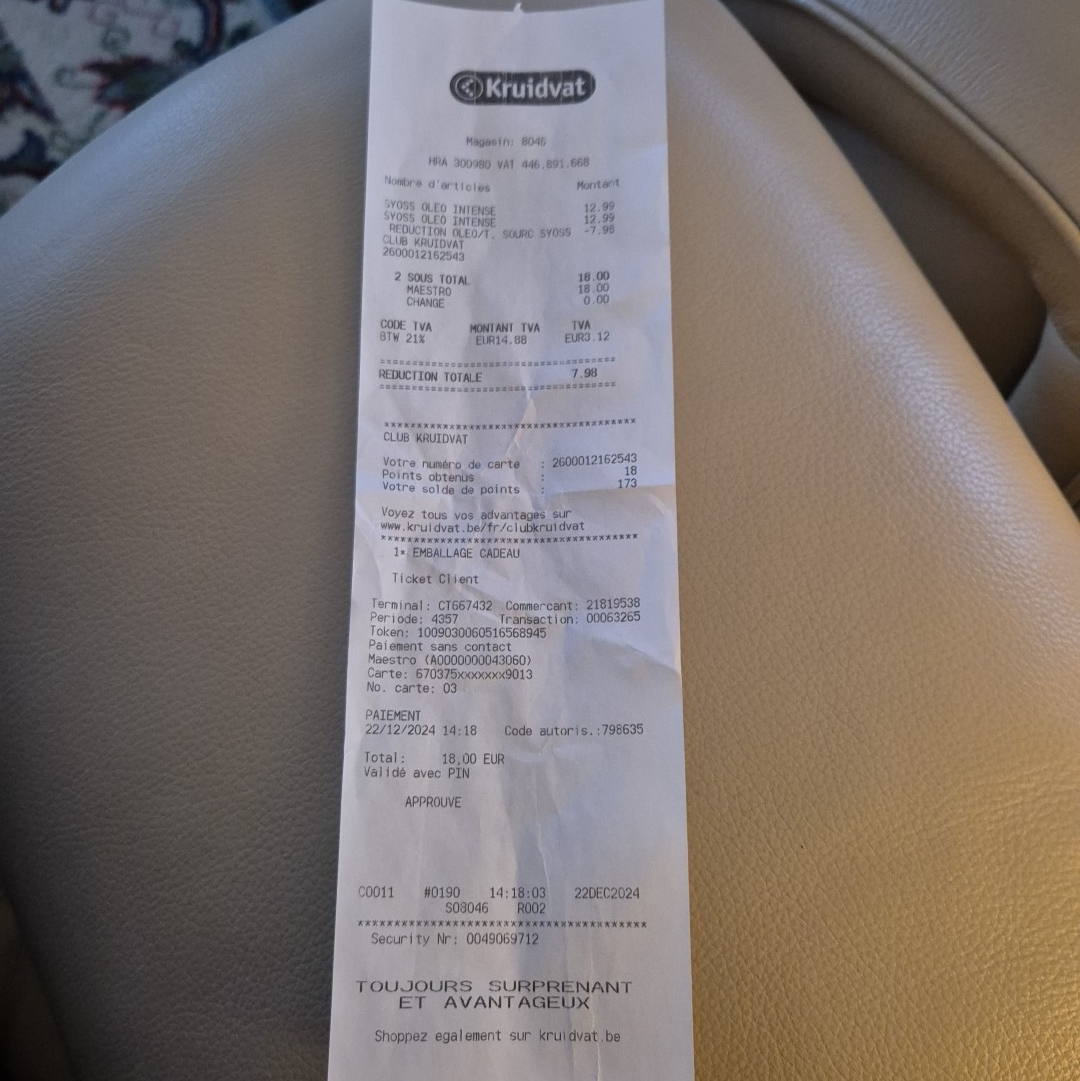 Kruidvat
Magasin: 8046
HRA 300980 VAT 446.891.668
Nombre d'articles Montant
SYOSS OLEO INTENSE 12.99
SYOSS OLEO INTENSE 12.99
REDUCTION OLEO/T. SOURC SYOSS -7.98
CLUB KRUIDVAT
2600012162543
2 SOUS TOTAL 18.00
MAESTRO 18.00
CHANGE 0.00
CODE TVA MONTANT TVA TVA
BTW 21% EUR14.88 EUR3.12
=======================================
REDUCTION TOTALE 7.98
=======================================
****************************************
CLUB KRUIDVAT
Votre numéro de carte : 2600012162543
Points obtenus : 18
Votre solde de points : 173
Voyez tous vos advantages sur
www.kruidvat.be/fr/clubkruidvat
****************************************
1* EMBALLAGE CADEAU
Ticket Client
Terminal: CT667432 Commercant: 21819538
Periode: 4357 Transaction: 00063265
Token: 1009030060516568945
Paiement sans contact
Maestro (A0000000043060)
Carte: 670375xxxxxxx9013
No. carte: 03
PAIEMENT
22/12/2024 14:18 Code autoris.:798635
Total: 18,00 EUR
Validé avec PIN
APPROUVE
C0011 #0190 14:18:03 22DEC2024
S08046 R002
****************************************
Security Nr: 0049069712
TOUJOURS SURPRENANT
ET AVANTAGEUX
Shoppez egalement sur kruidvat.be